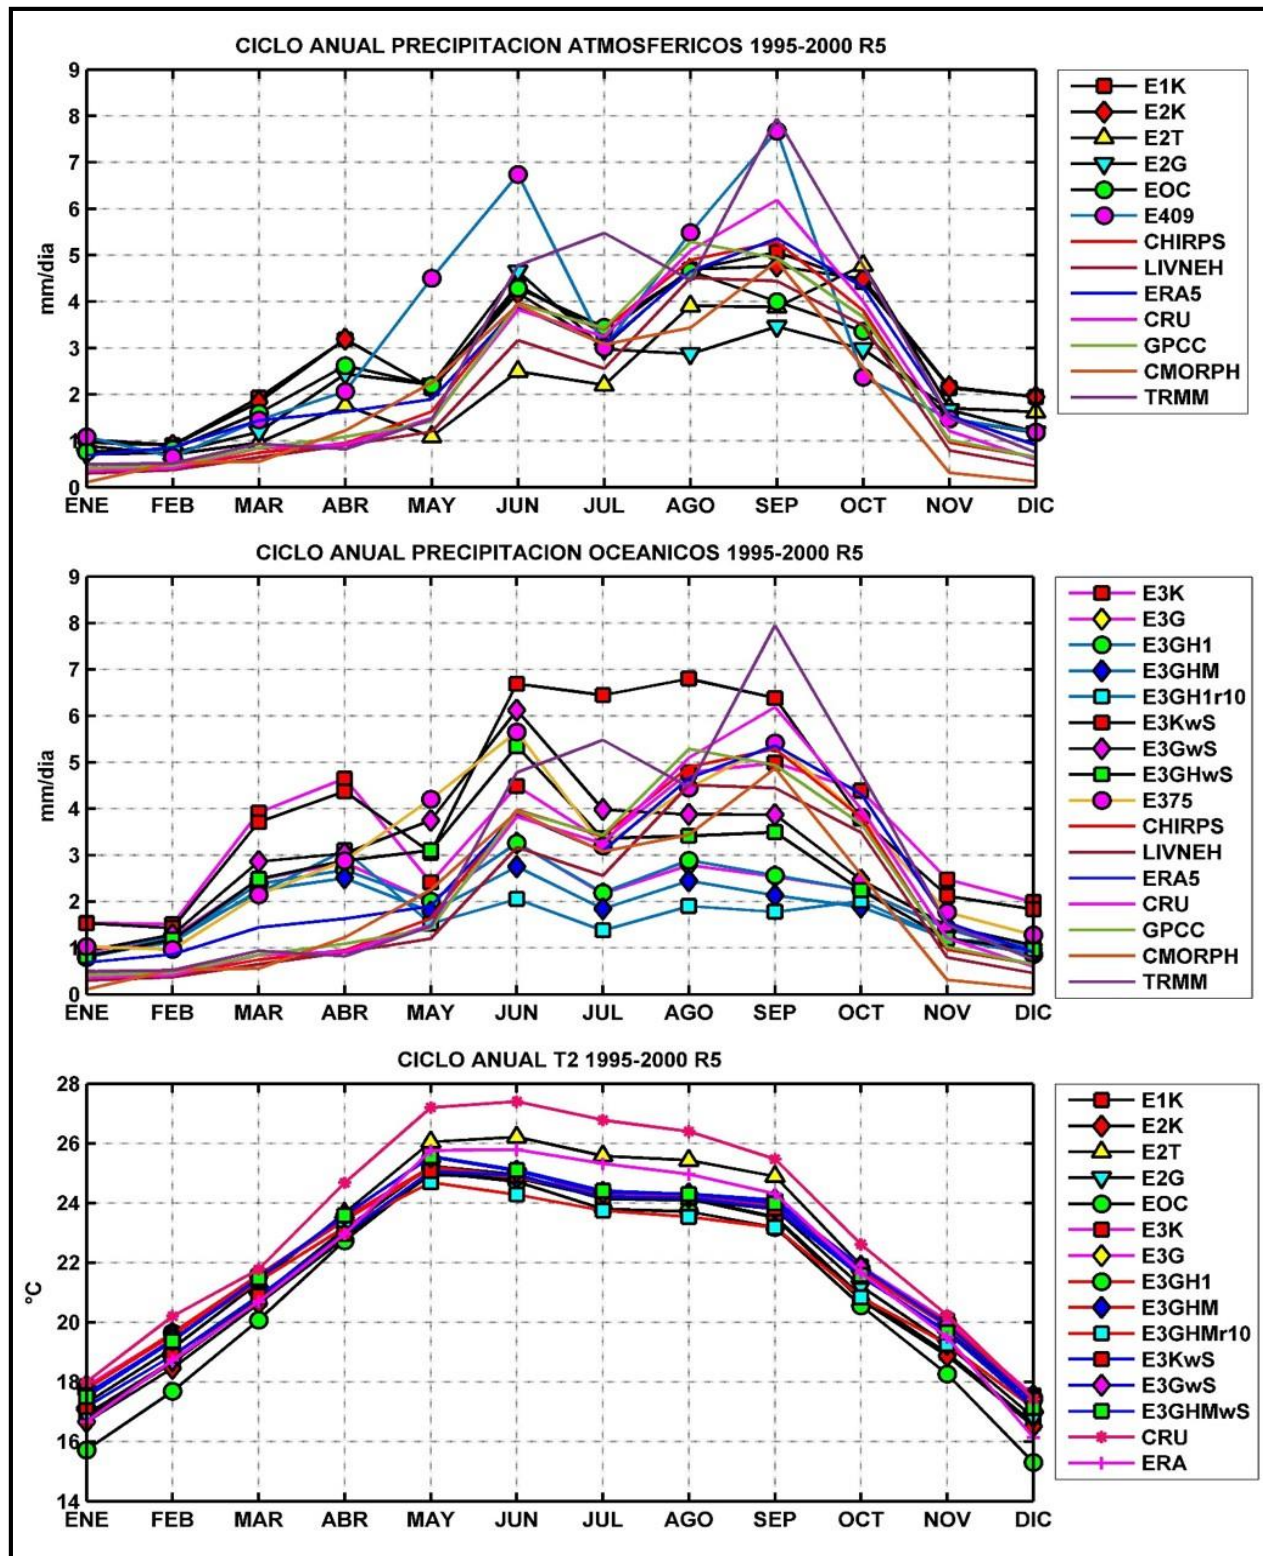 CICLO ANUAL PRECIPITACION ATMOSFERICOS 1995-2000 R5
9
8
7
6
5
4
3
2
1
0
mm/dia
ENE FEB MAR ABR MAY JUN JUL AGO SEP OCT NOV DIC
E1K
E2K
E2T
E2G
EOC
E409
CHIRPS
LIVNEH
ERA5
CRU
GPCC
CMORPH
TRMM
CICLO ANUAL PRECIPITACION OCEANICOS 1995-2000 R5
9
8
7
6
5
4
3
2
1
0
mm/dia
ENE FEB MAR ABR MAY JUN JUL AGO SEP OCT NOV DIC
E3K
E3G
E3GH1
E3GHM
E3GH1r10
E3KwS
E3GwS
E3GHwS
E375
CHIRPS
LIVNEH
ERA5
CRU
GPCC
CMORPH
TRMM
CICLO ANUAL T2 1995-2000 R5
28
26
24
22
20
18
16
14
°C
ENE FEB MAR ABR MAY JUN JUL AGO SEP OCT NOV DIC
E1K
E2K
E2T
E2G
EOC
E3K
E3G
E3GH1
E3GHM
E3GHMr10
E3KwS
E3GwS
E3GHMwS
CRU
ERA